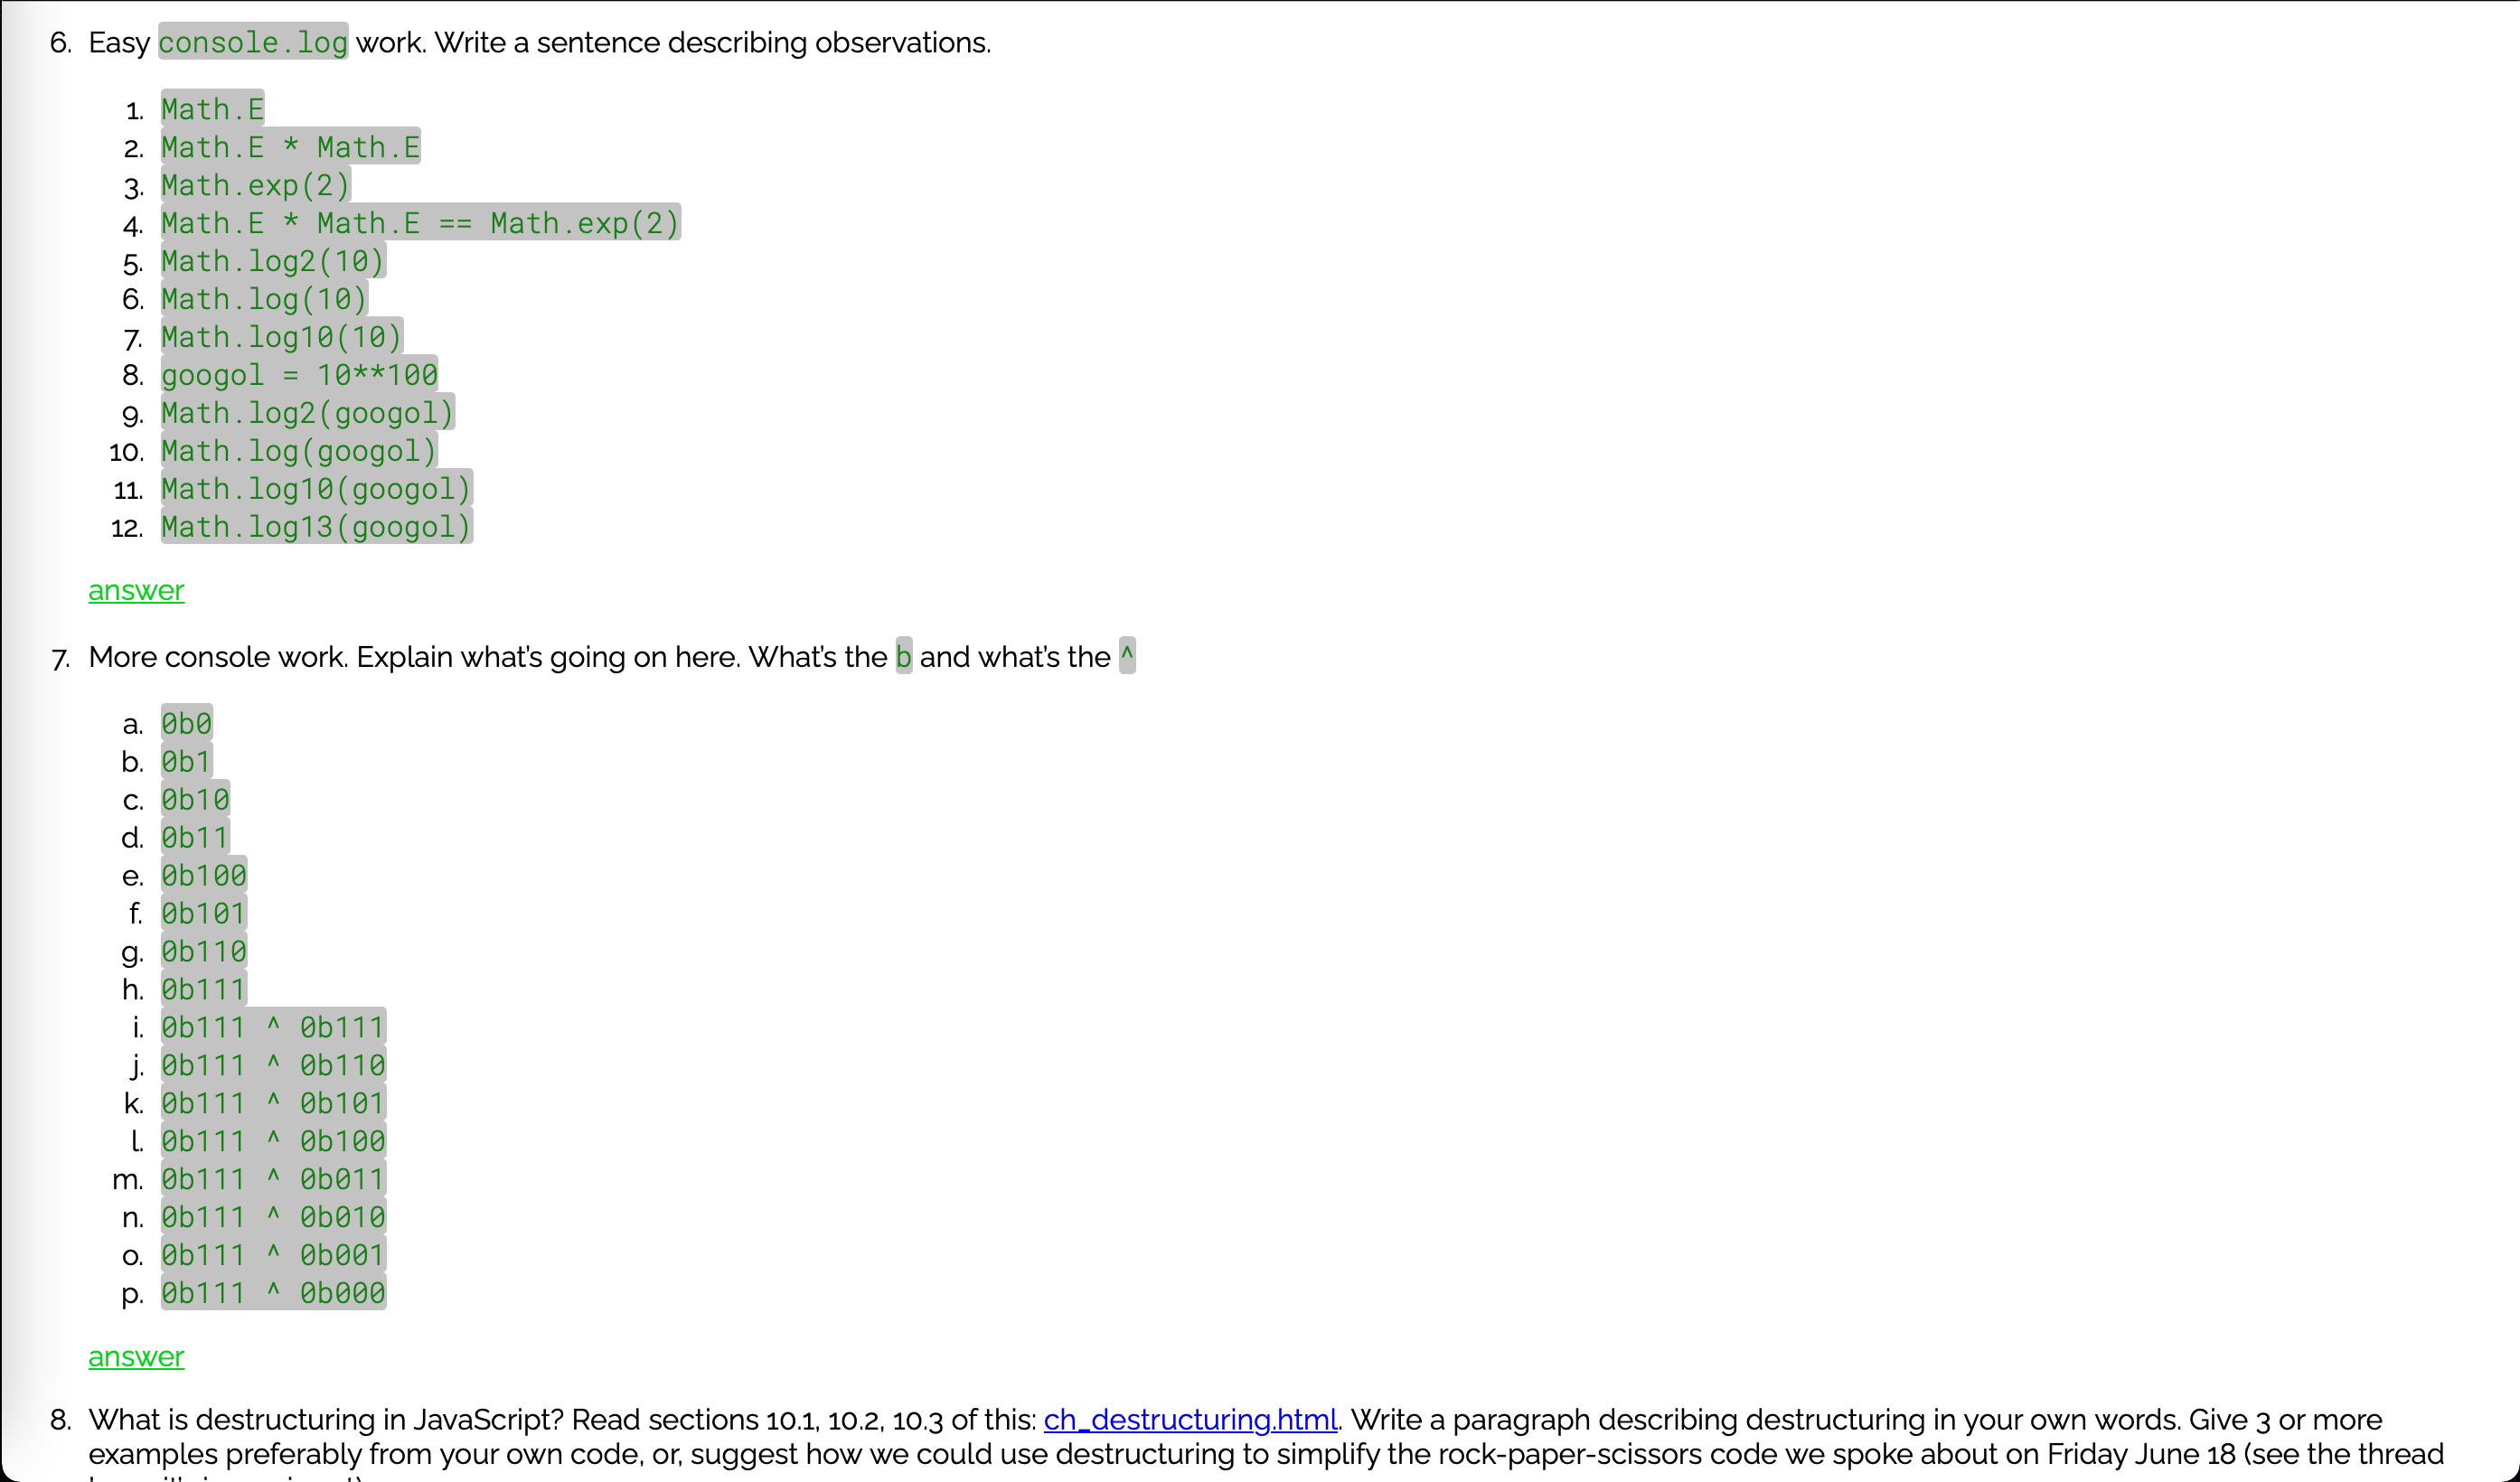 6. Easy console.log work. Write a sentence describing observations.
1. Math.E
2. Math.E * Math.E
3. Math.exp(2)
4. Math.E * Math.E == Math.exp(2)
5. Math.log2(10)
6. Math.log(10)
7. Math.log10(10)
8. googol = 10**100
9. Math.log2(googol)
10. Math.log(googol)
11. Math.log10(googol)
12. Math.log13(googol)
answer
7. More console work. Explain what's going on here. What's the b and what's the ^
a. 0b0
b. 0b1
c. 0b10
d. 0b11
e. 0b100
f. 0b101
g. 0b110
h. 0b111
i. 0b111 ^ 0b111
j. 0b111 ^ 0b110
k. 0b111 ^ 0b101
l. 0b111 ^ 0b100
m. 0b111 ^ 0b011
n. 0b111 ^ 0b010
o. 0b111 ^ 0b001
p. 0b111 ^ 0b000
answer
8. What is destructuring in JavaScript? Read sections 10.1, 10.2, 10.3 of this: ch_destructuring.html. Write a paragraph describing destructuring in your own words. Give 3 or more
examples preferably from your own code, or, suggest how we could use destructuring to simplify the rock-paper-scissors code we spoke about on Friday June 18 (see the thread